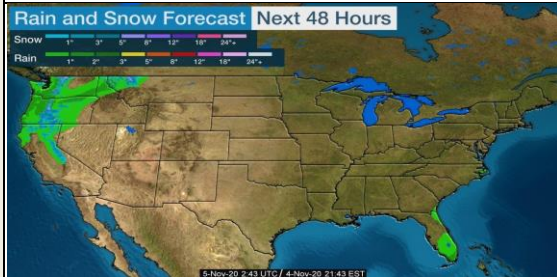 Rain and Snow Forecast Next 48 Hours
Snow 1" 3" 5" 8" 12" 18" 24"+
Rain 1" 2" 3" 5" 8" 12" 18" 24"+
5-Nov-20 2:43 UTC / 4-Nov-20 21:43 EST